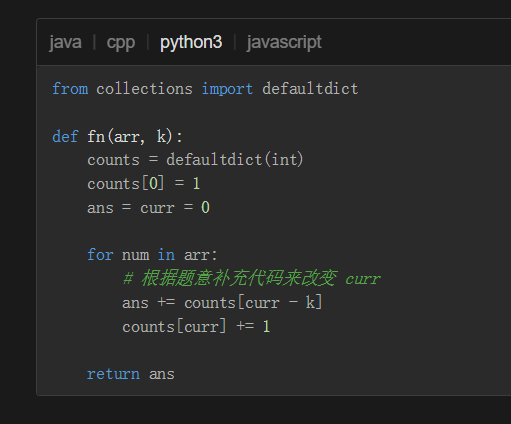 java | cpp | python3 | javascript
from collections import defaultdict
def fn(arr, k):
    counts = defaultdict(int)
    counts[0] = 1
    ans = curr = 0
    for num in arr:
        # 根据题意补充代码来改变 curr
        ans += counts[curr - k]
        counts[curr] += 1
    return ans